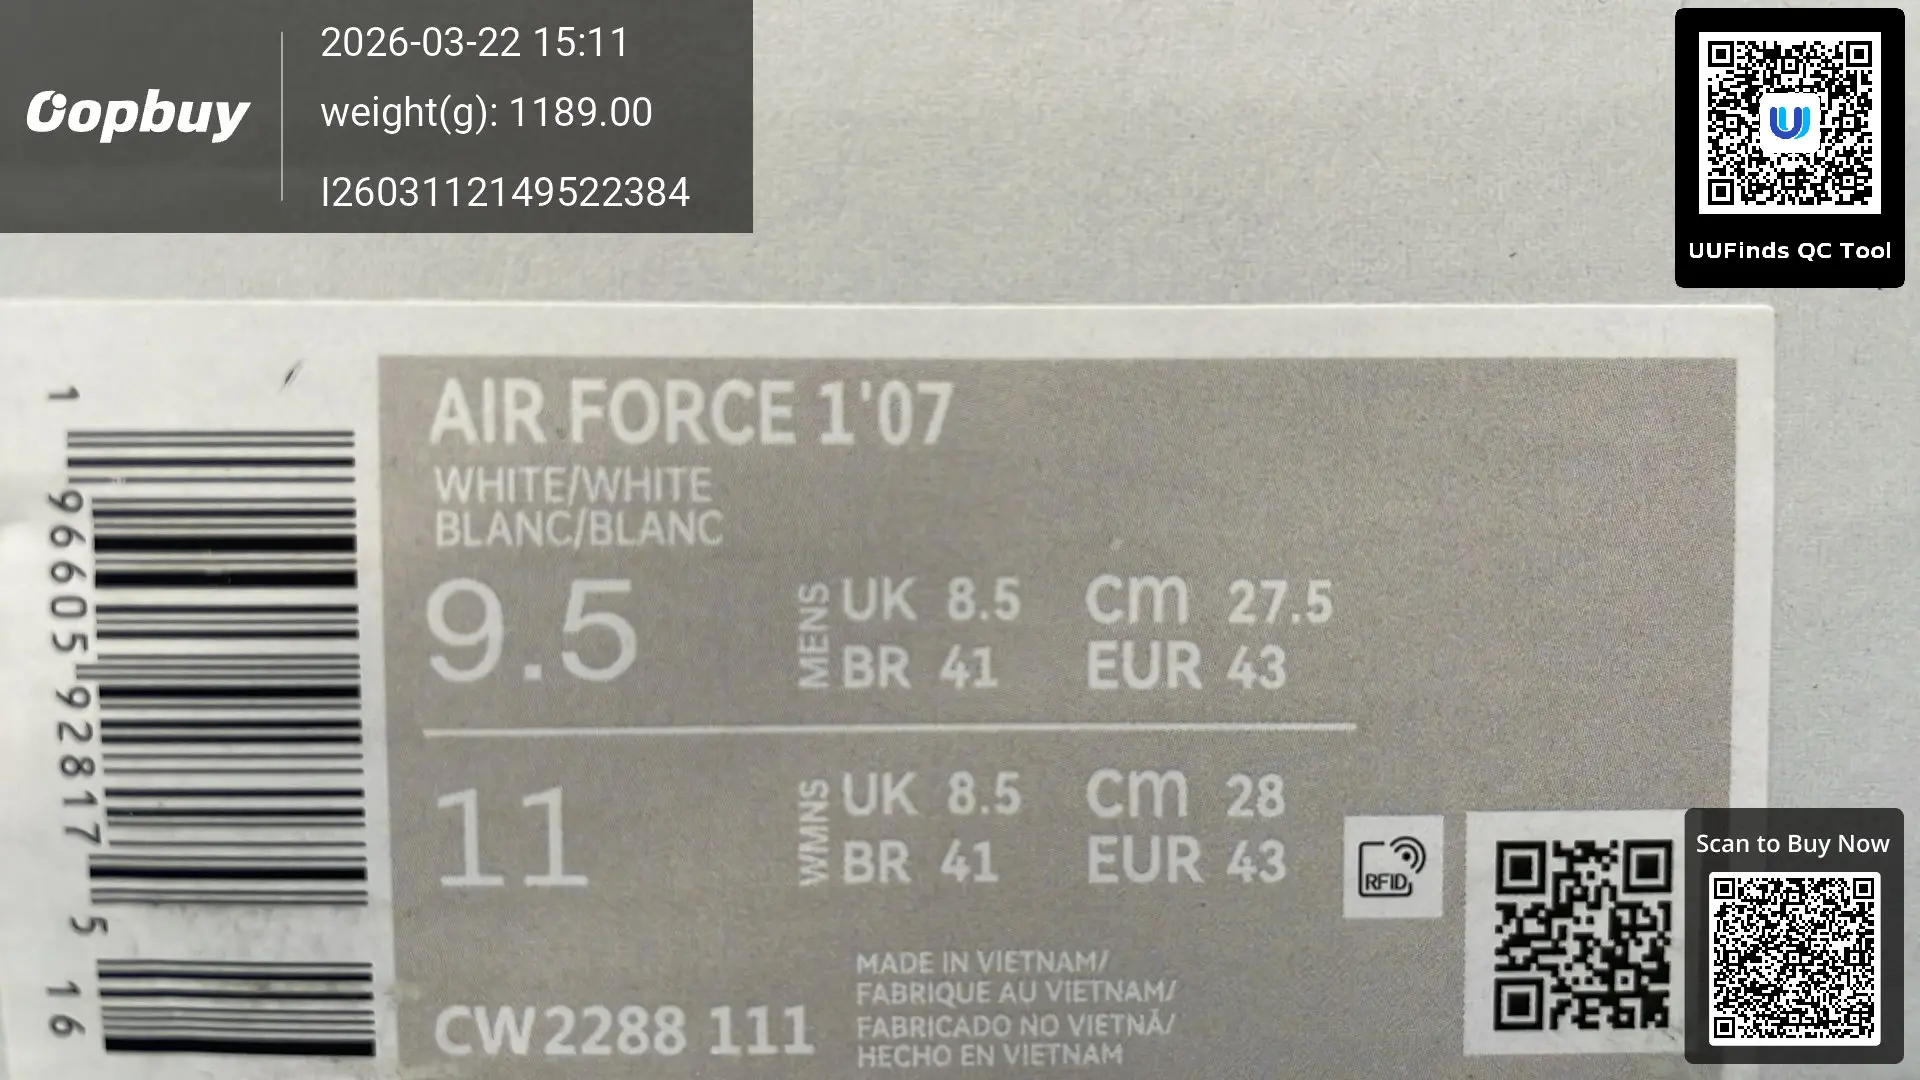 Oopbuy
2026-03-22 15:11
weight(g): 1189.00
I2603112149522384
UUFinds QC Tool
AIR FORCE 1'07
WHITE/WHITE
BLANC/BLANC
9.5
MENS
UK 8.5 Cm 27.5
BR 41 EUR 43
11
WMNS
UK 8.5 Cm 28
BR 41 EUR 43
RFID
CW2288 111
MADE IN VIETNAM/
FABRIQUE AU VIETNAM/
FABRICADO NO VIETNÃ/
HECHO EN VIETNAM
1 96605 92817 5 16
Scan to Buy Now